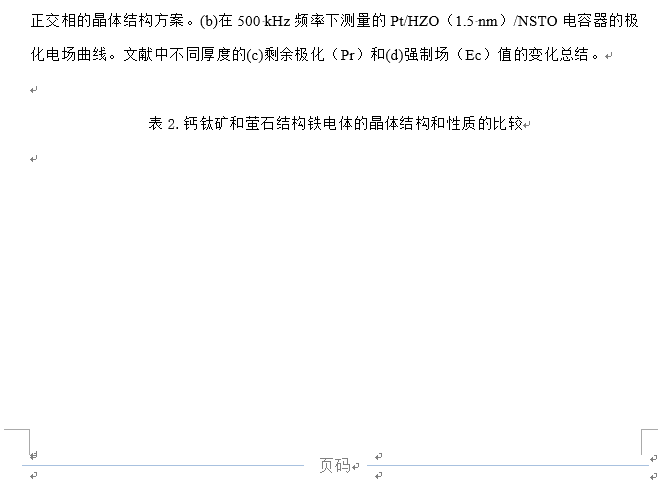 正交相的晶体结构方案。(b)在 500 kHz 频率下测量的 Pt/HZO（1.5 nm）/NSTO 电容器的极
化电场曲线。文献中不同厚度的(c)剩余极化（Pr）和(d)强制场（Ec）值的变化总结。
表 2. 钙钛矿和萤石结构铁电体的晶体结构和性质的比较
页码